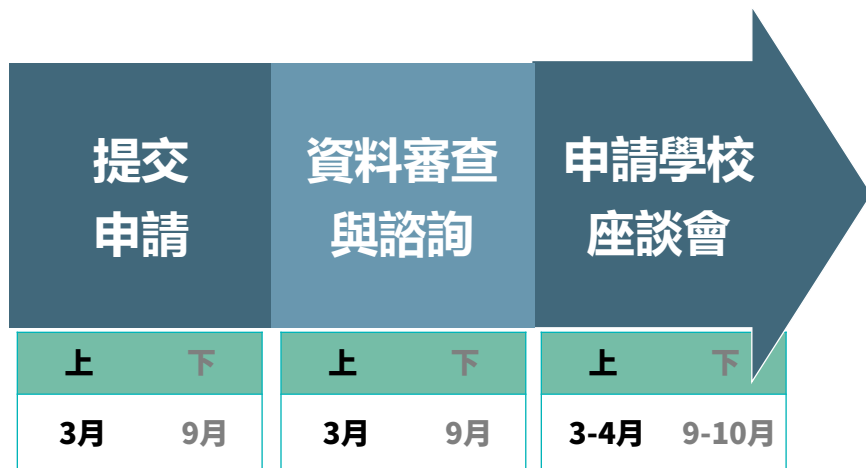 提交
申請
資料審查
與諮詢
申請學校
座談會
上 下
3月 9月
上 下
3月 9月
上 下
3-4月 9-10月